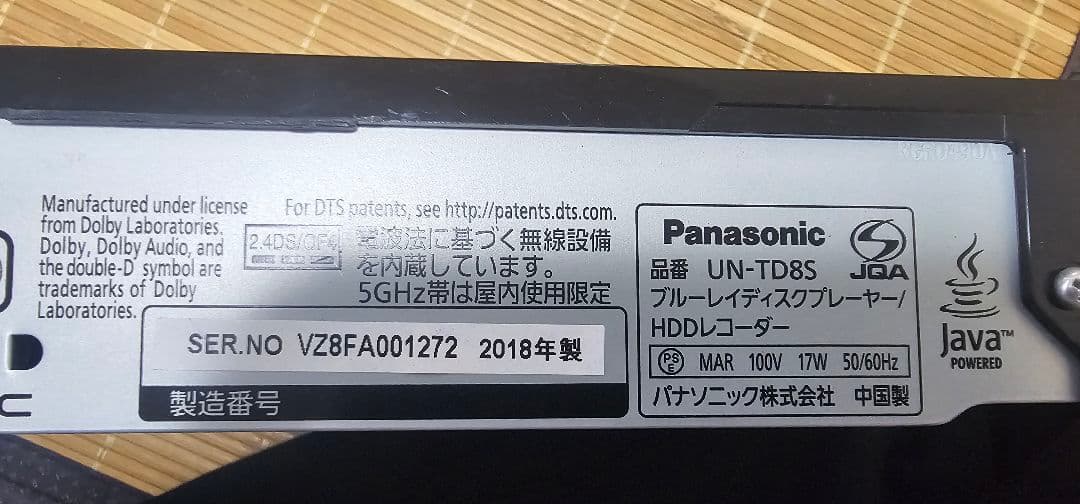 Manufactured under license
from Dolby Laboratories.
Dolby, Dolby Audio, and
the double-D symbol are
trademarks of Dolby
Laboratories.
For DTS patents, see http://patents.dts.com.
2.4DS/OF4
電波法に基づく無線設備
を内蔵しています。
5GHz帯は屋内使用限定
SER.NO VZ8FA001272 2018年製
製造番号
Panasonic
JQA
品番 UN-TD8S
ブルーレイディスクプレーヤー/
HDDレコーダー
PSE MAR 100V 17W 50/60Hz
パナソニック株式会社 中国製
Java™
POWERED